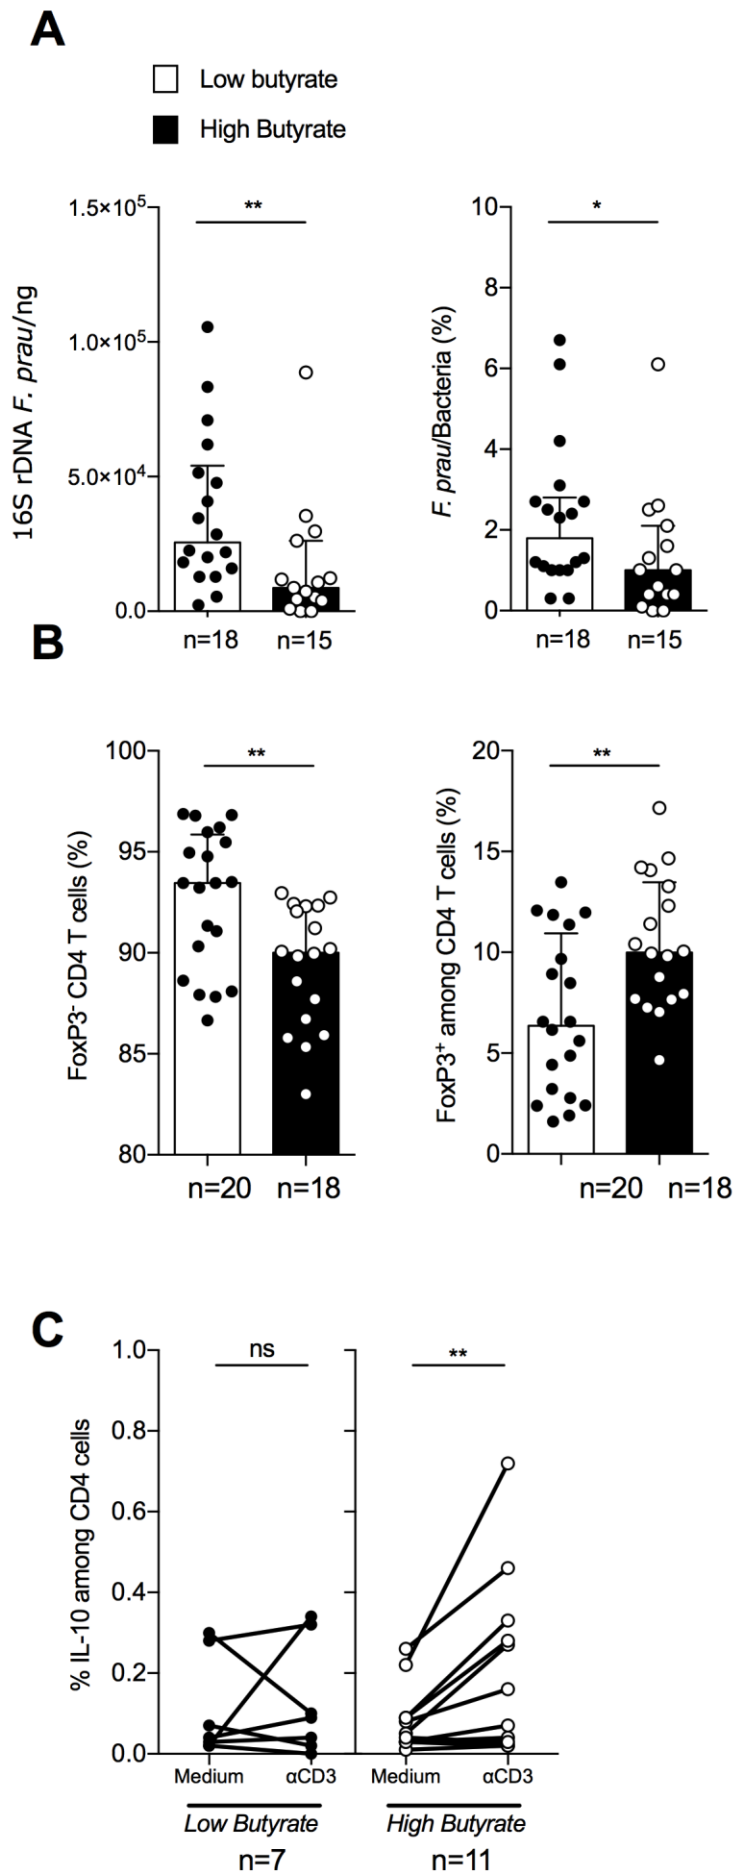 A
Low butyrate
High Butyrate
16S rDNA F. prau/ng
1.5×10⁵
1.0×10⁵
5.0×10⁴
0.0
**
n=18 n=15
F. prau/Bacteria (%)
10
8
6
4
2
0
*
n=18 n=15
B
FoxP3⁻ CD4 T cells (%)
100
95
90
85
80
**
n=20 n=18
FoxP3⁺ among CD4 T cells (%)
20
15
10
5
0
**
n=20 n=18
C
% IL-10 among CD4 cells
1.0
0.8
0.6
0.4
0.2
0.0
ns
**
Medium αCD3 Medium αCD3
Low Butyrate High Butyrate
n=7 n=11